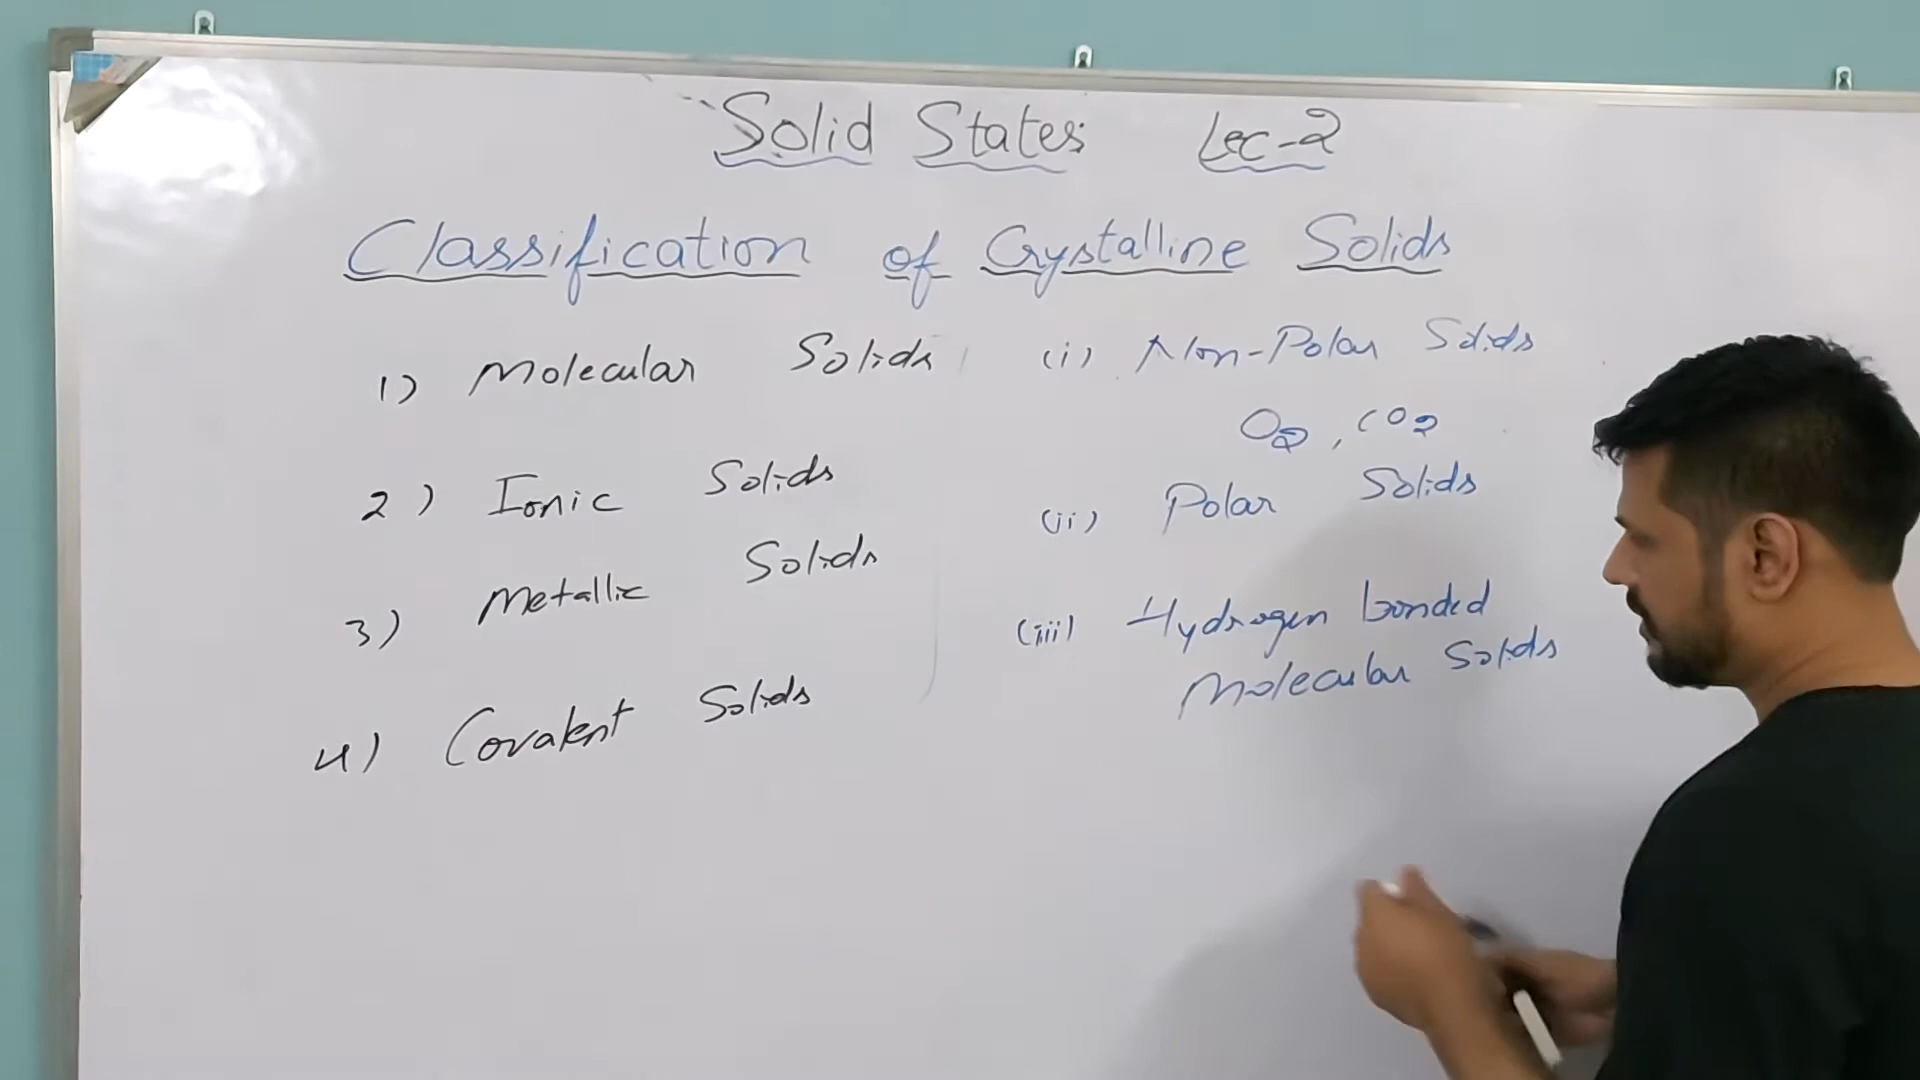 Solid States Lec-2
Classification of Crystalline Solids
1) Molecular Solids
2) Ionic Solids
3) Metallic Solids
4) Covalent Solids
(i) Non-Polar Solids
O2, CO2
(ii) Polar Solids
(iii) Hydrogen bonded
Molecular Solids